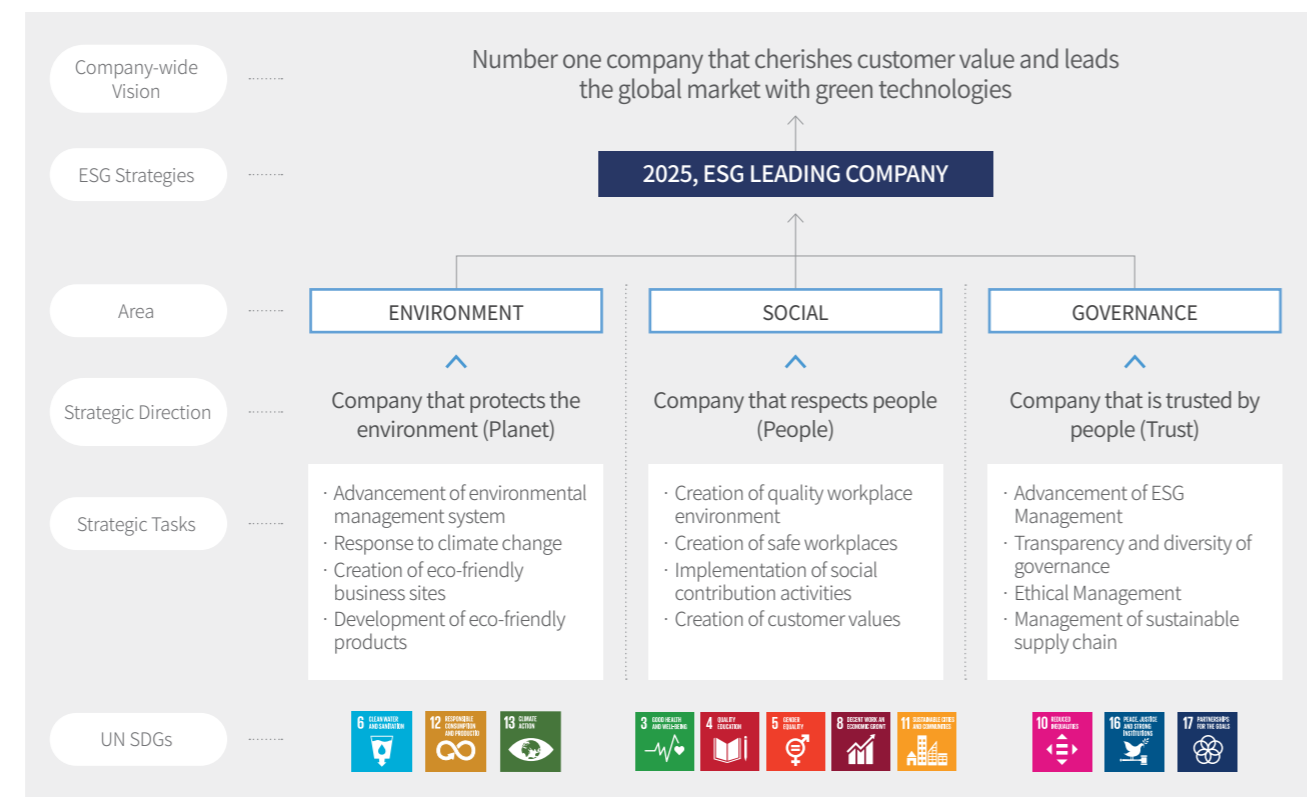 Company-wide
Vision
Number one company that cherishes customer value and leads
the global market with green technologies
ESG Strategies
2025, ESG LEADING COMPANY
Area
ENVIRONMENT
SOCIAL
GOVERNANCE
Strategic Direction
Company that protects the
environment (Planet)
Company that respects people
(People)
Company that is trusted by
people (Trust)
Strategic Tasks
· Advancement of environmental
management system
· Response to climate change
· Creation of eco-friendly
business sites
· Development of eco-friendly
products
· Creation of quality workplace
environment
· Creation of safe workplaces
· Implementation of social
contribution activities
· Creation of customer values
· Advancement of ESG
Management
· Transparency and diversity of
governance
· Ethical Management
· Management of sustainable
supply chain
UN SDGs
6 CLEAN WATER
AND SANITATION
12 RESPONSIBLE
CONSUMPTION
AND PRODUCTIO
13 CLIMATE
ACTION
3 GOOD HEALTH
AND WELL-BEING
4 QUALITY
EDUCATION
5 GENDER
EQUALITY
8 DECENT WORK AN
ECONOMIC GROWT
11 SUSTAINABLE CITIES
AND COMMUNITIES
10 REDUCED
INEQUALITIES
16 PEACE, JUSTICE
AND STRONG
INSTITUTIONS
17 PARTNERSHIPS
FOR THE GOALS